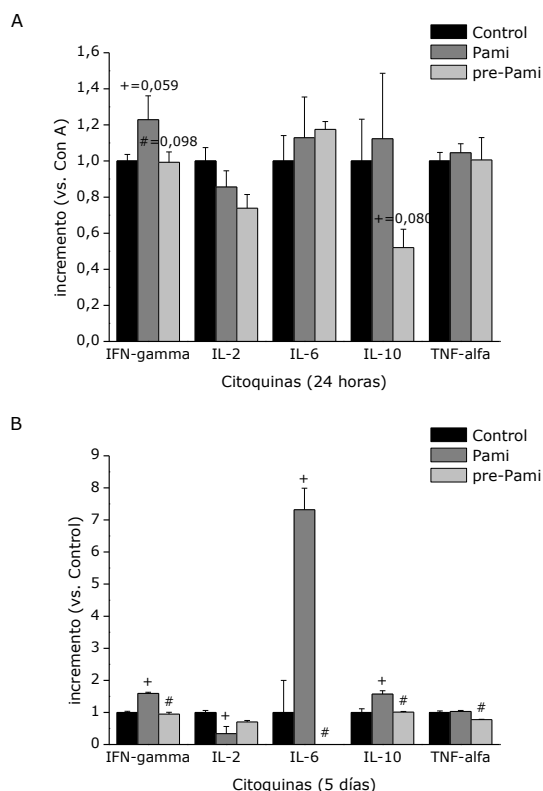 A
Control
Pami
pre-Pami
incremento (vs. Con A)
1,6
1,4
1,2
1,0
0,8
0,6
0,4
0,2
0,0
+=0,059
#=0,098
+=0,080
IFN-gamma IL-2 IL-6 IL-10 TNF-alfa
Citoquinas (24 horas)
B
Control
Pami
pre-Pami
incremento (vs. Control)
9
8
7
6
5
4
3
2
1
0
+
#
+
+
#
+
#
#
IFN-gamma IL-2 IL-6 IL-10 TNF-alfa
Citoquinas (5 días)